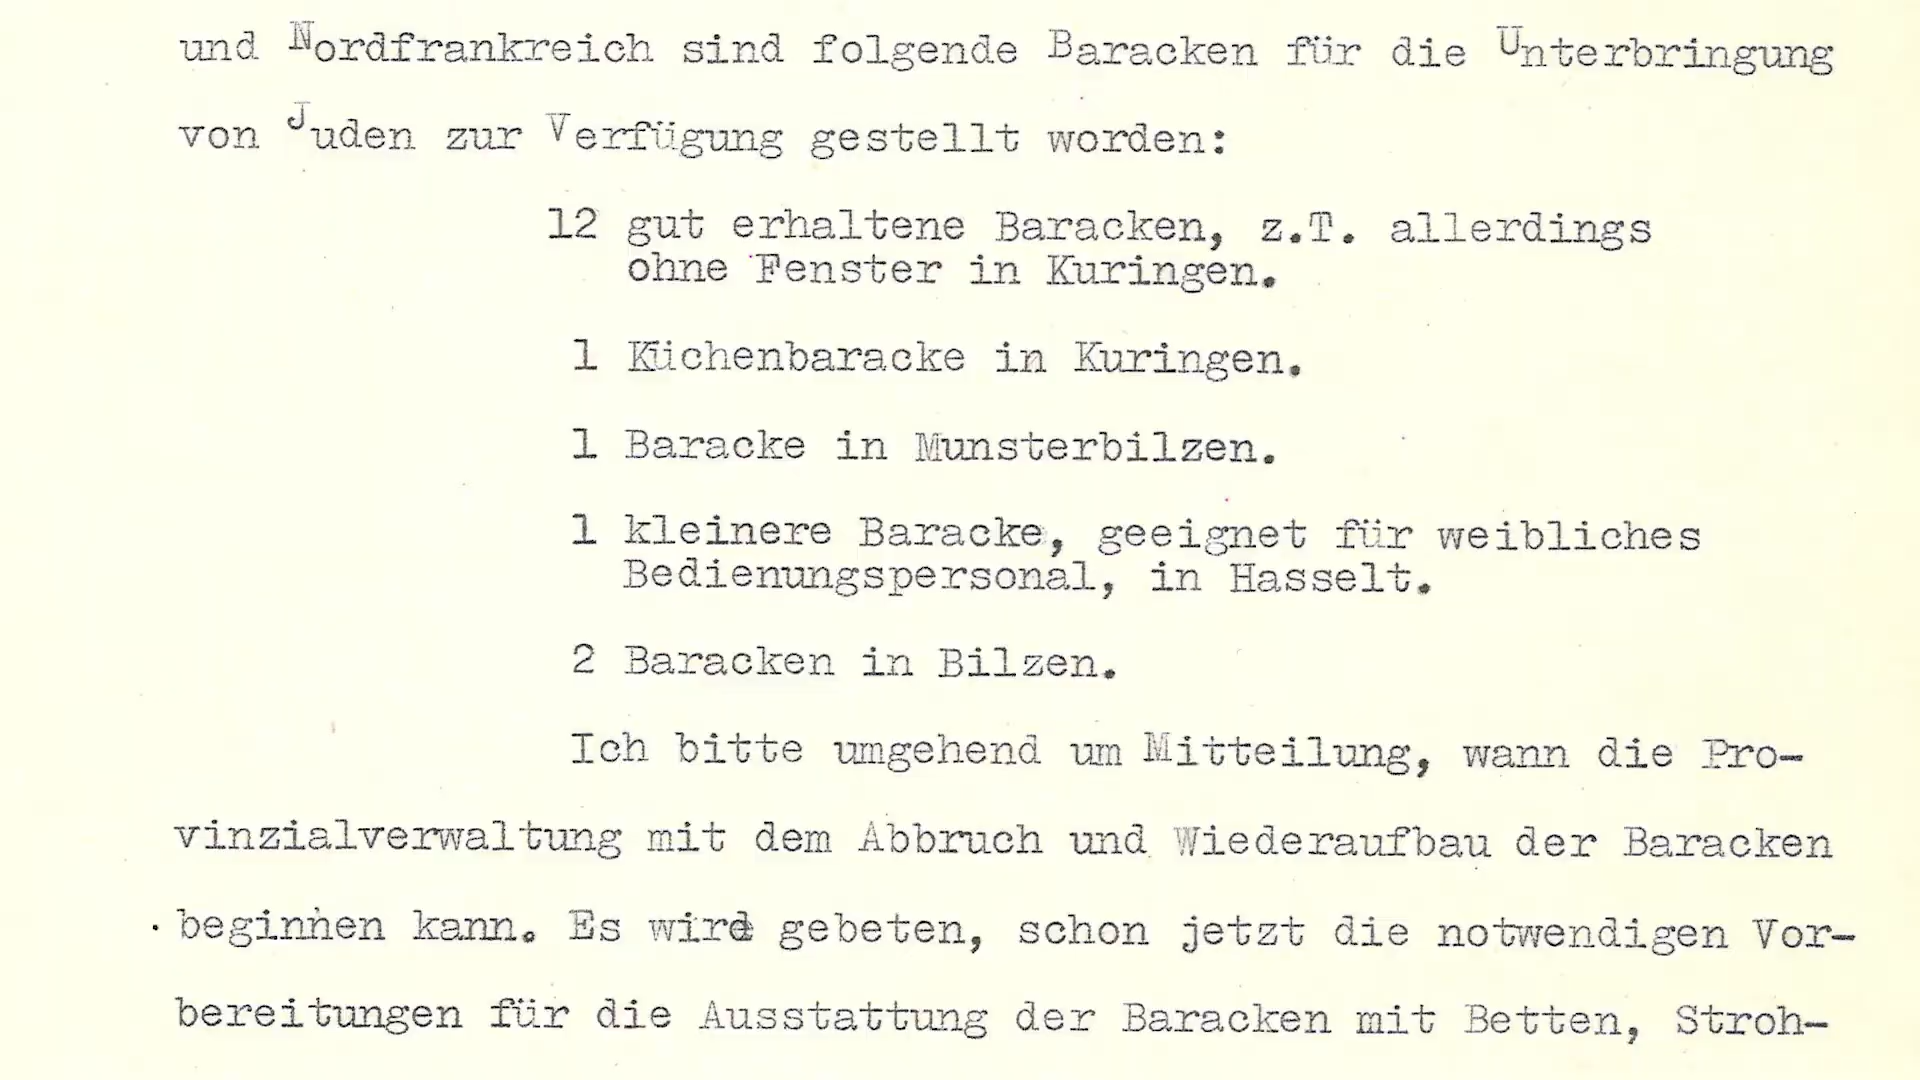 und Nordfrankreich sind folgende Baracken für die Unterbringung
von Juden zur Verfügung gestellt worden:
12 gut erhaltene Baracken, z.T. allerdings
ohne Fenster in Kuringen.
1 Küchenbaracke in Kuringen.
1 Baracke in Munsterbilzen.
1 kleinere Baracke, geeignet für weibliches
Bedienungspersonal, in Hasselt.
2 Baracken in Bilzen.
Ich bitte umgehend um Mitteilung, wann die Pro-
vinzialverwaltung mit dem Abbruch und Wiederaufbau der Baracken
beginnen kann. Es wird gebeten, schon jetzt die notwendigen Vor-
bereitungen für die Ausstattung der Baracken mit Betten, Stroh-